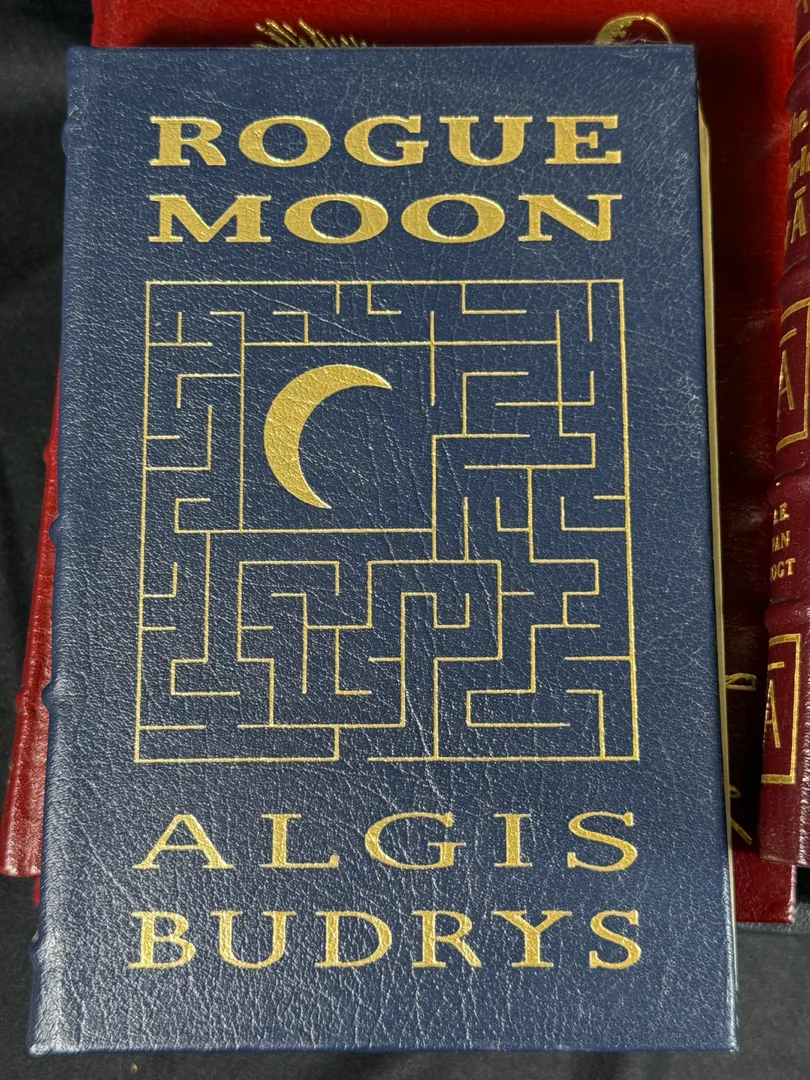 ROGUE
MOON
ALGIS
BUDRYS
Ā
Ā
Ā